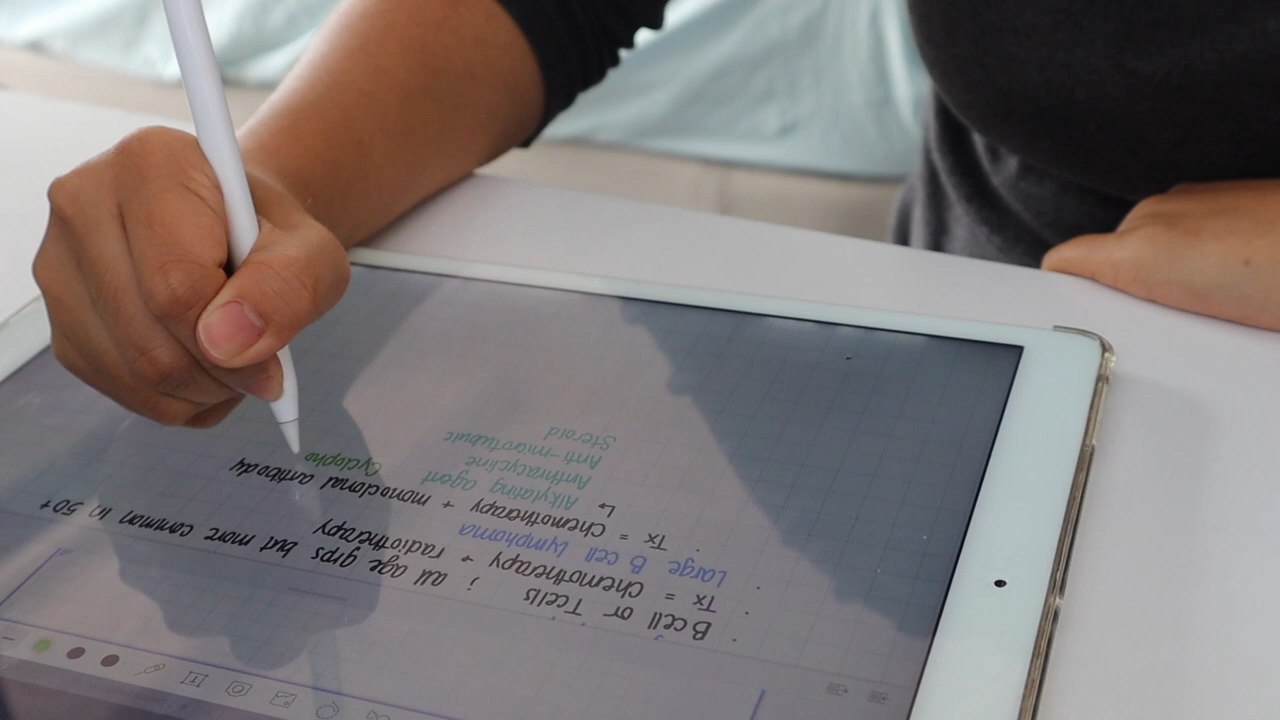 B cell or T cells ; all age grps but more common in 50+
Tx = chemotherapy + radiotherapy
Large B cell Lymphoma
Tx = chemotherapy + monoclonal antibody
↳ Alkylating agent Cyclopho
Anthracycline
Anti-microtubule
Steroid